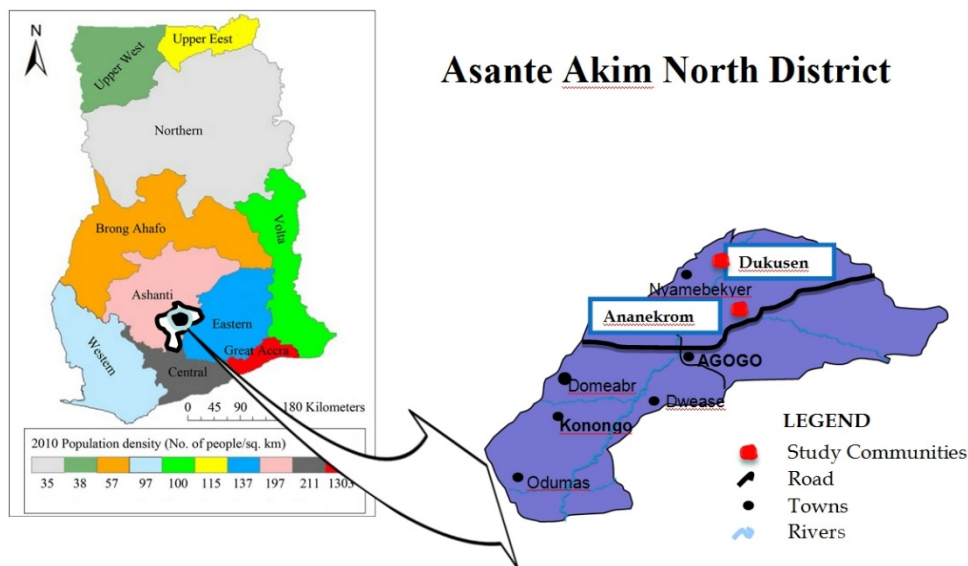 N
Upper West
Upper Eest
Northern
Brong Ahafo
Volta
Ashanti
Eastern
Western
Great Accra
Central
0 45 90 180 Kilometers
2010 Population density (No. of people/sq. km)
35 38 57 97 100 115 137 197 211 1303
Asante Akim North District
Dukusen
Nyamebekyer
Ananekrom
AGOGO
Domeabr
Dwease
Konongo
Odumas
LEGEND
Study Communities
Road
Towns
Rivers